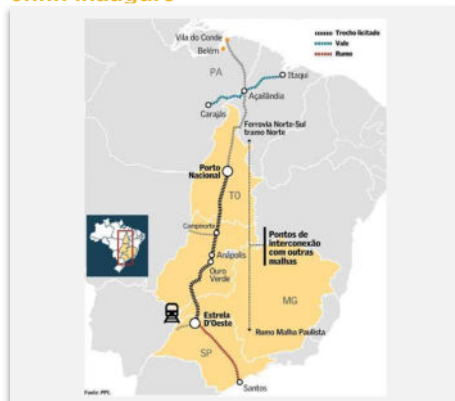 Trecho licitado
Vale
Rumo
Vila do Conde
Belém
PA
Itaqui
Açailândia
Carajás
Ferrovia Norte-Sul
tramo Norte
Porto
Nacional
TO
Campinorte
Pontos de
interconexão
com outras
malhas
Anápolis
Ouro
Verde
MG
Estrela
D'Oeste
Rumo Malha Paulista
SP
Santos
Fonte: PPI.